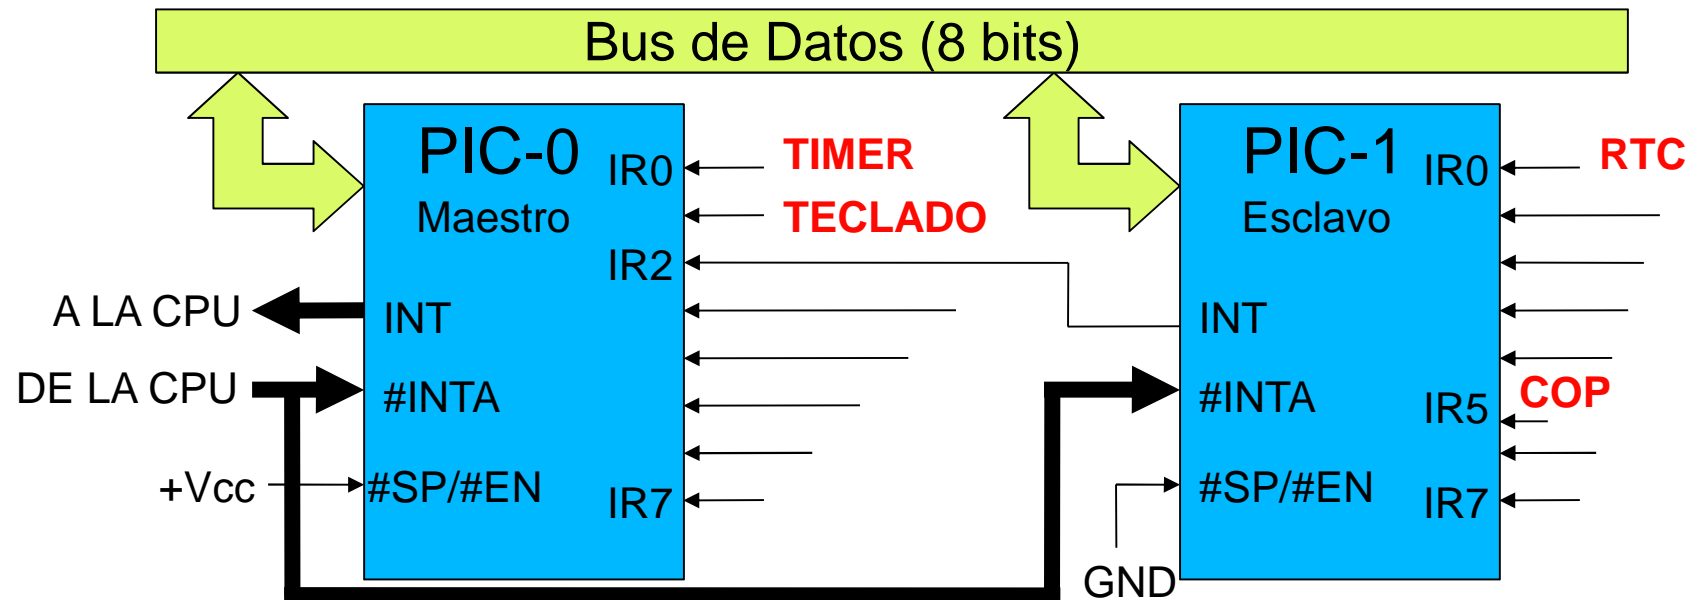 Bus de Datos (8 bits)
PIC-0
Maestro
IR0
TIMER
TECLADO
IR2
A LA CPU
INT
DE LA CPU
#INTA
+Vcc
#SP/#EN
IR7
PIC-1
Esclavo
IR0
RTC
INT
#INTA
COP
IR5
#SP/#EN
IR7
GND